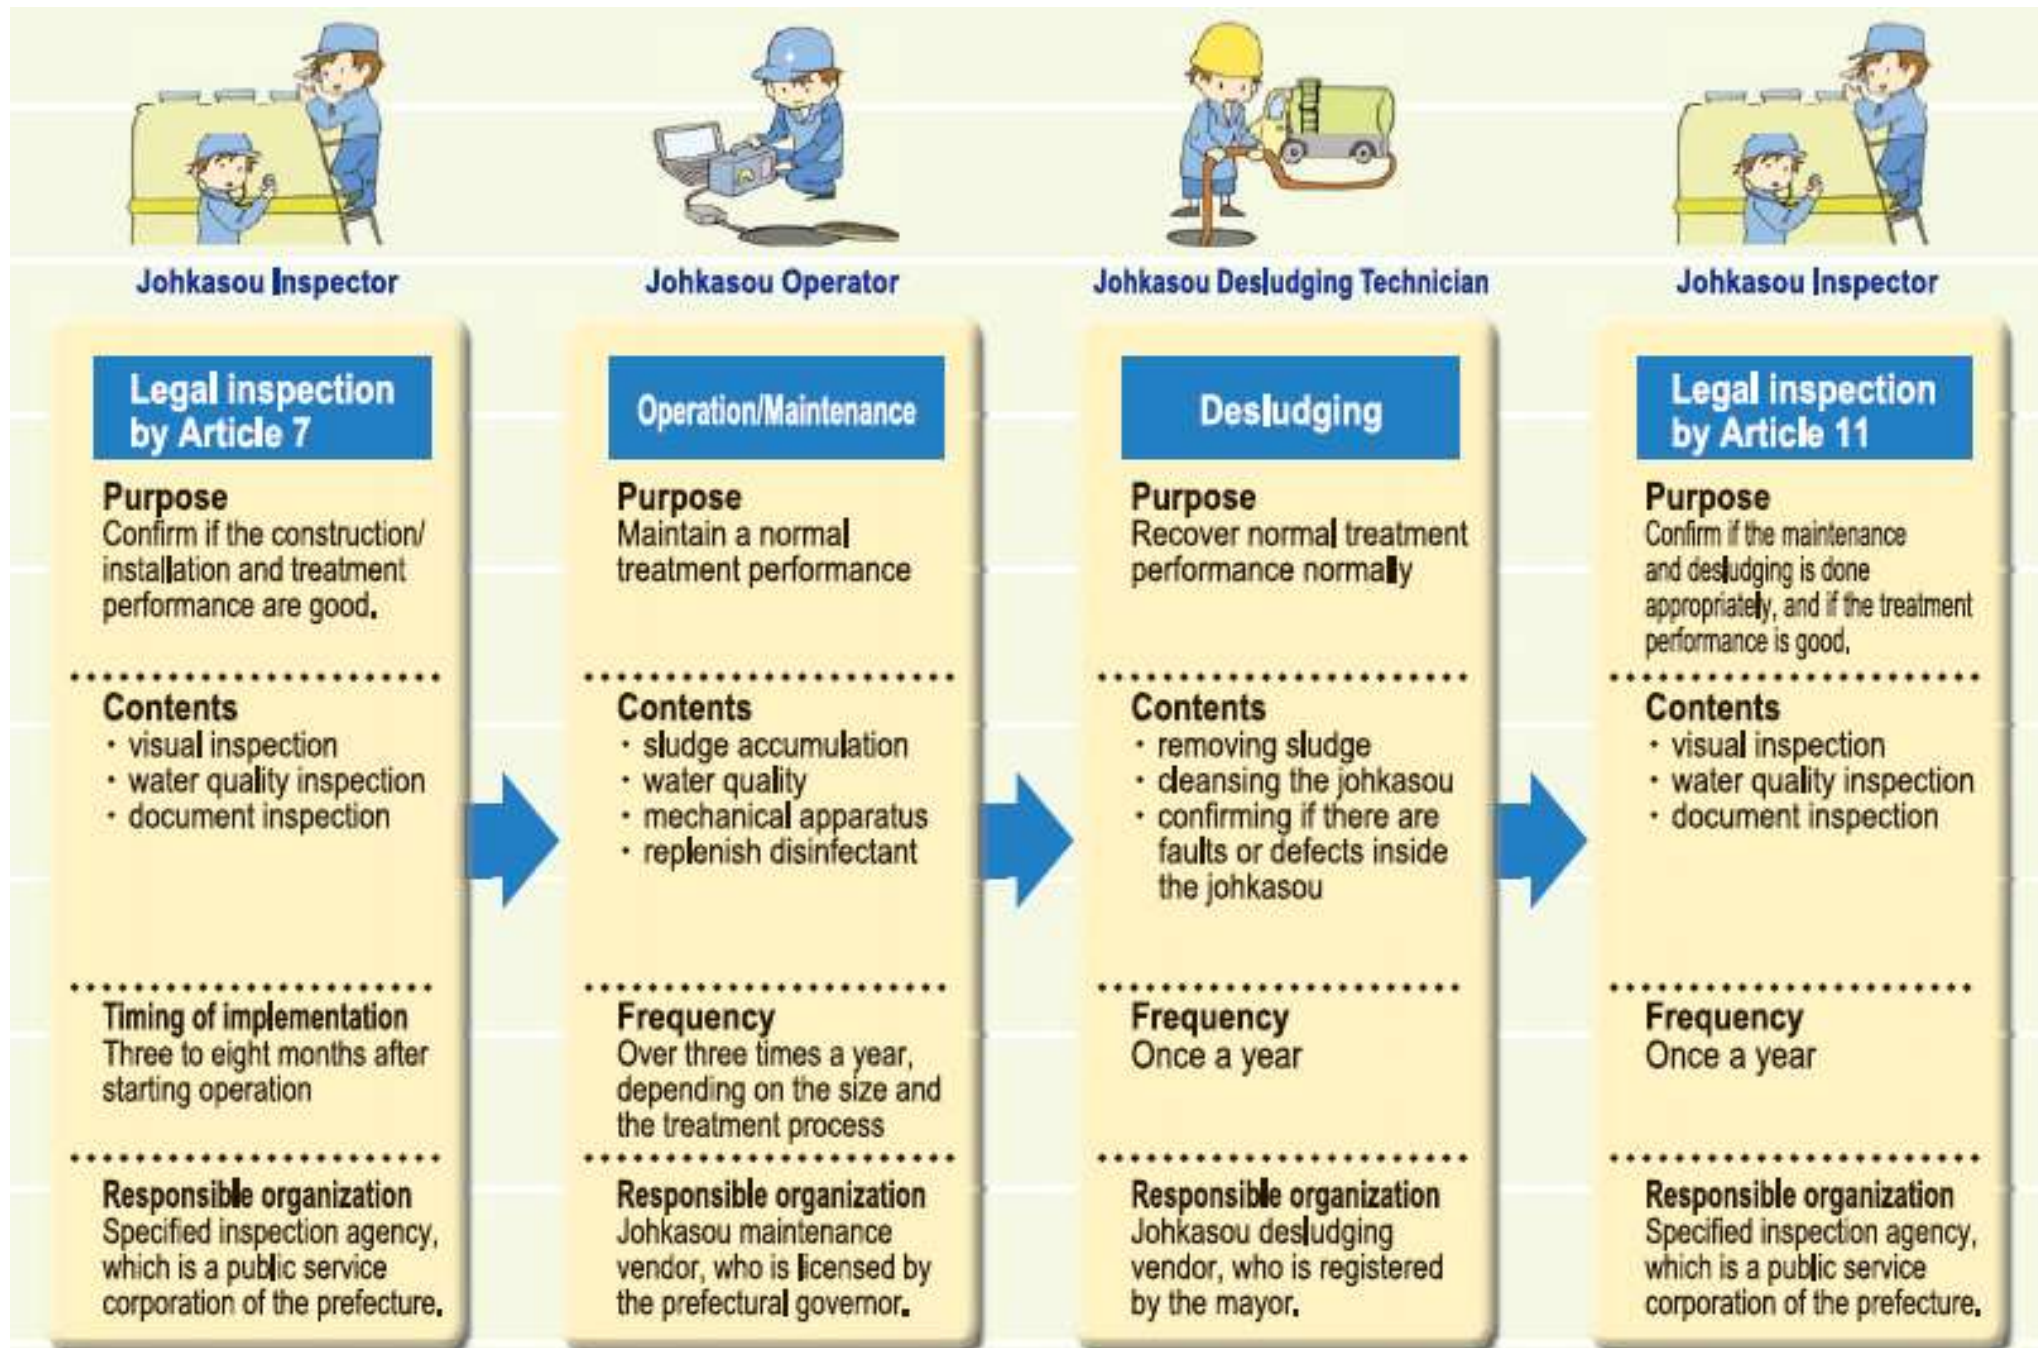 Johkasou Inspector
Legal inspection
by Article 7
Purpose
Confirm if the construction/
installation and treatment
performance are good.
Contents
・visual inspection
・water quality inspection
・document inspection
Timing of implementation
Three to eight months after
starting operation
Responsible organization
Specified inspection agency,
which is a public service
corporation of the prefecture.
Johkasou Operator
Operation/Maintenance
Purpose
Maintain a normal
treatment performance
Contents
・sludge accumulation
・water quality
・mechanical apparatus
・replenish disinfectant
Frequency
Over three times a year,
depending on the size and
the treatment process
Responsible organization
Johkasou maintenance
vendor, who is licensed by
the prefectural governor.
Johkasou Desludging Technician
Desludging
Purpose
Recover normal treatment
performance normally
Contents
・removing sludge
・cleansing the johkasou
・confirming if there are
faults or defects inside
the johkasou
Frequency
Once a year
Responsible organization
Johkasou desludging
vendor, who is registered
by the mayor.
Johkasou Inspector
Legal inspection
by Article 11
Purpose
Confirm if the maintenance
and desludging is done
appropriately, and if the treatment
performance is good.
Contents
・visual inspection
・water quality inspection
・document inspection
Frequency
Once a year
Responsible organization
Specified inspection agency,
which is a public service
corporation of the prefecture.